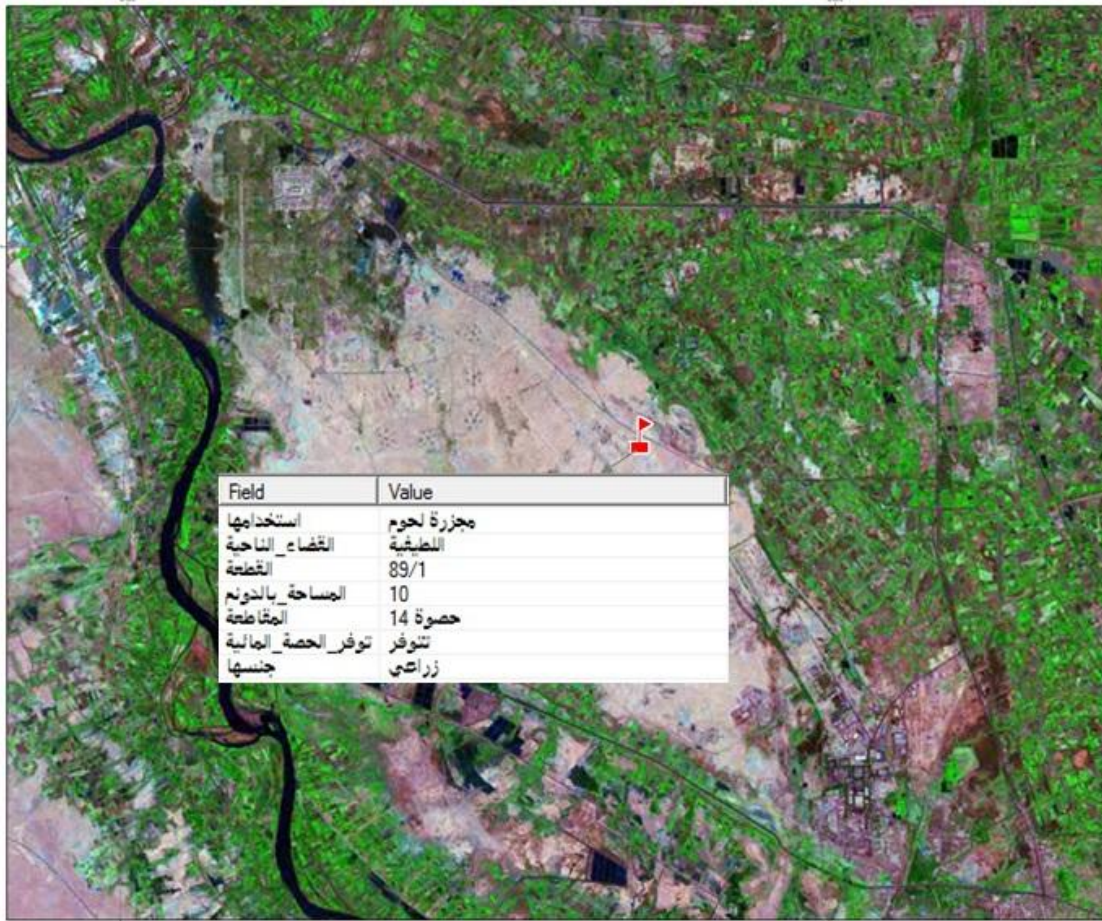 Field Value
استخدامها مجزرة لحوم
القضاء_الناحية اللطيفية
القطعة 89/1
المساحة_بالدونم 10
المقاطعة حصوة 14
توفر_الحصة_المائية تتوفر
جنسها زراعي